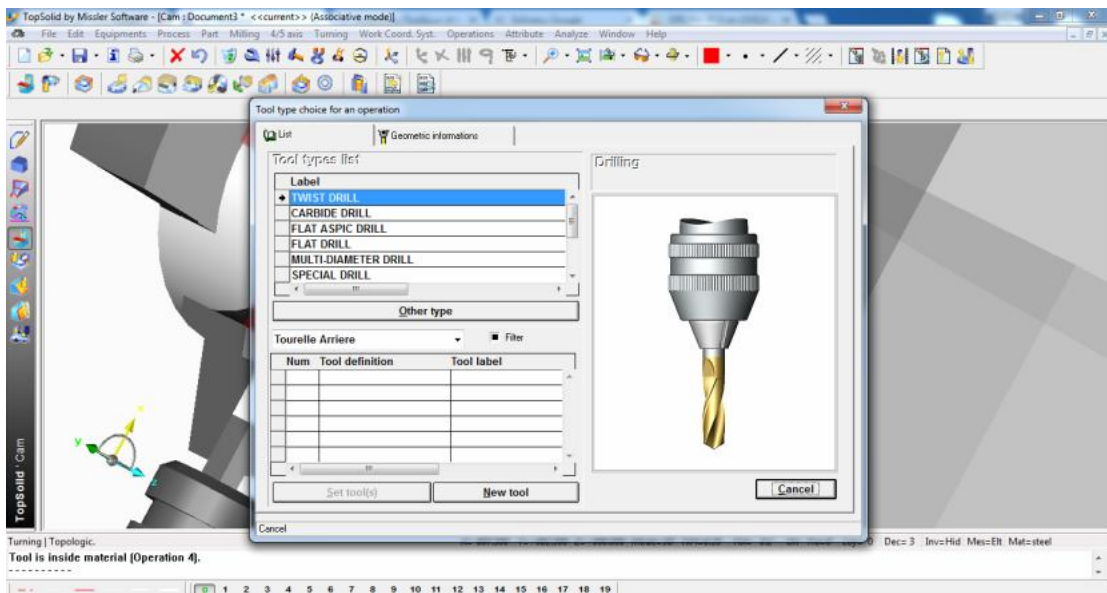 TopSolid by Missler Software - [Cam : Document3 *  <<current>> (Associative mode)]
File Edit Equipments Process Part Milling 4/5 axis Turning Work Coord. Syst. Operations Attribute Analyze Window Help
Tool type choice for an operation
List Geometric informations
Tool types list
Drilling
Label
TWIST DRILL
CARBIDE DRILL
FLAT ASPIC DRILL
FLAT DRILL
MULTI-DIAMETER DRILL
SPECIAL DRILL
Other type
Tourelle Arriere Filter
Num Tool definition Tool label
Set tool(s) New tool
Cancel
Cancel
y x z
TopSolid'Cam
Turning | Topologic.
Dec= 3 Inv=Hid Mes=Elt Mat=steel
Tool is inside material (Operation 4).
----------
0 1 2 3 4 5 6 7 8 9 10 11 12 13 14 15 16 17 18 19